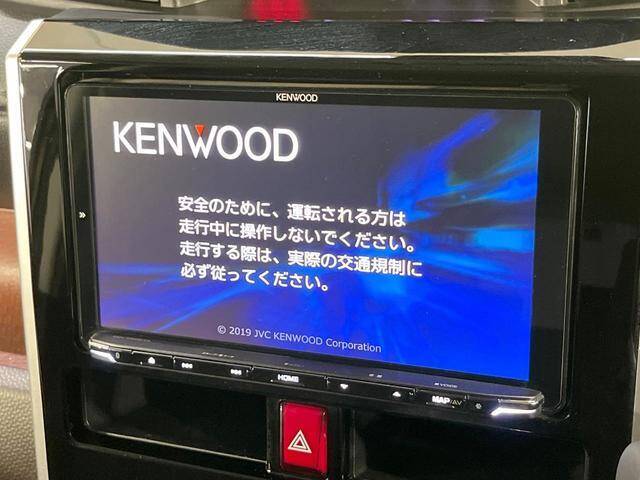 KENWOOD
KENWOOD
安全のために、運転される方は
走行中に操作しないでください。
走行する際は、実際の交通規制に
必ず従ってください。
© 2019 JVC KENWOOD Corporation
HOME
MAP/AV